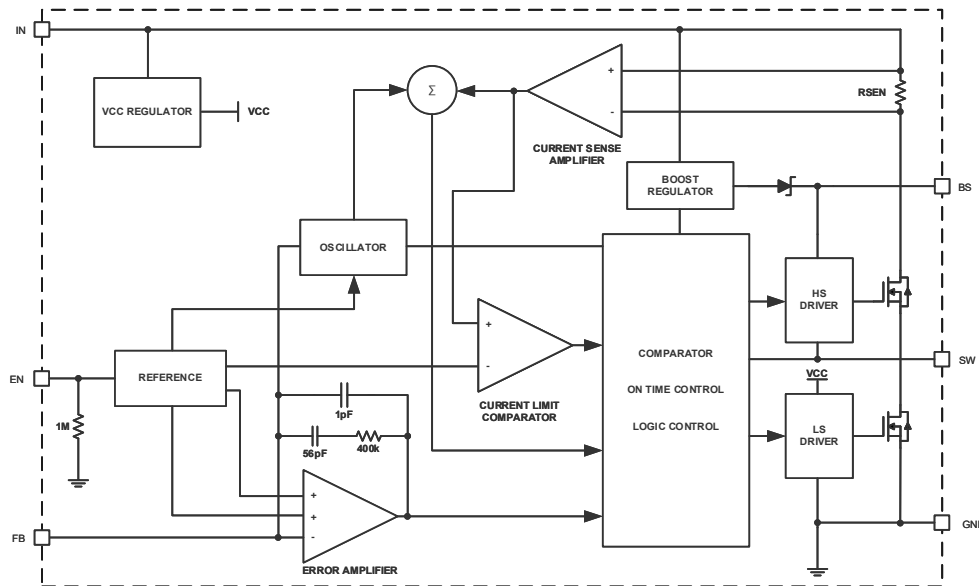 IN
VCC REGULATOR
VCC
Σ
+
-
CURRENT SENSE
AMPLIFIER
RSEN
BOOST
REGULATOR
BS
OSCILLATOR
HS
DRIVER
+
-
CURRENT LIMIT
COMPARATOR
COMPARATOR
ON TIME CONTROL
LOGIC CONTROL
SW
EN
REFERENCE
VCC
1pF
1M
56pF
400k
LS
DRIVER
+
+
-
ERROR AMPLIFIER
FB
GND